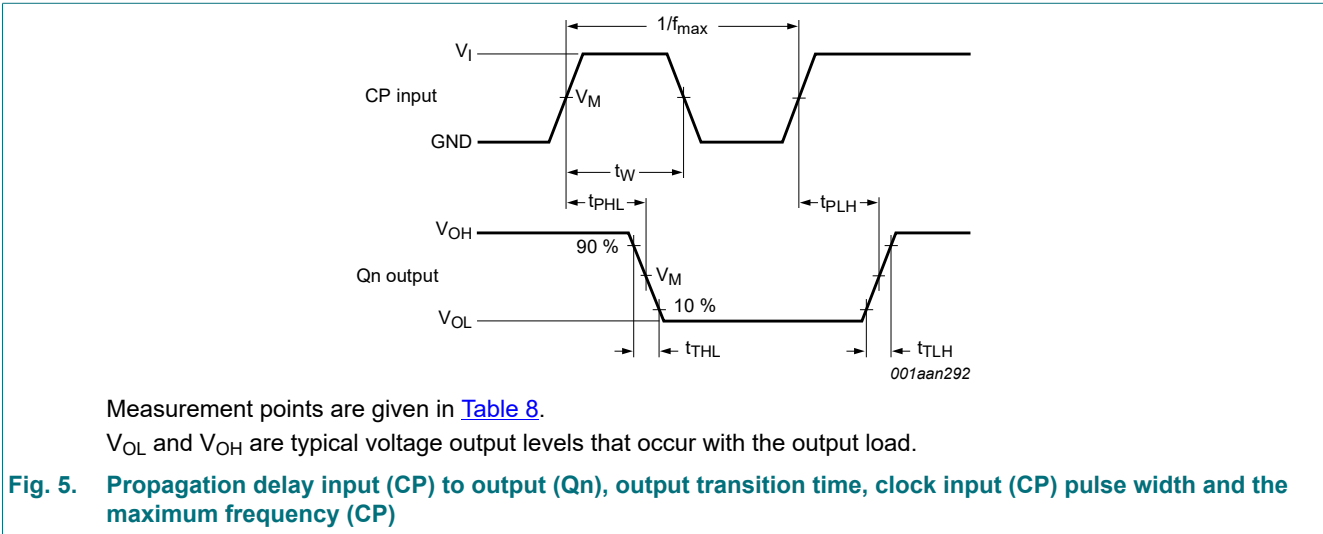 1/fmax
VI
CP input
VM
GND
tW
tPHL
tPLH
VOH
90 %
Qn output
VM
10 %
VOL
tTHL
tTLH
001aan292
Measurement points are given in Table 8.
VOL and VOH are typical voltage output levels that occur with the output load.
Fig. 5. Propagation delay input (CP) to output (Qn), output transition time, clock input (CP) pulse width and the
maximum frequency (CP)